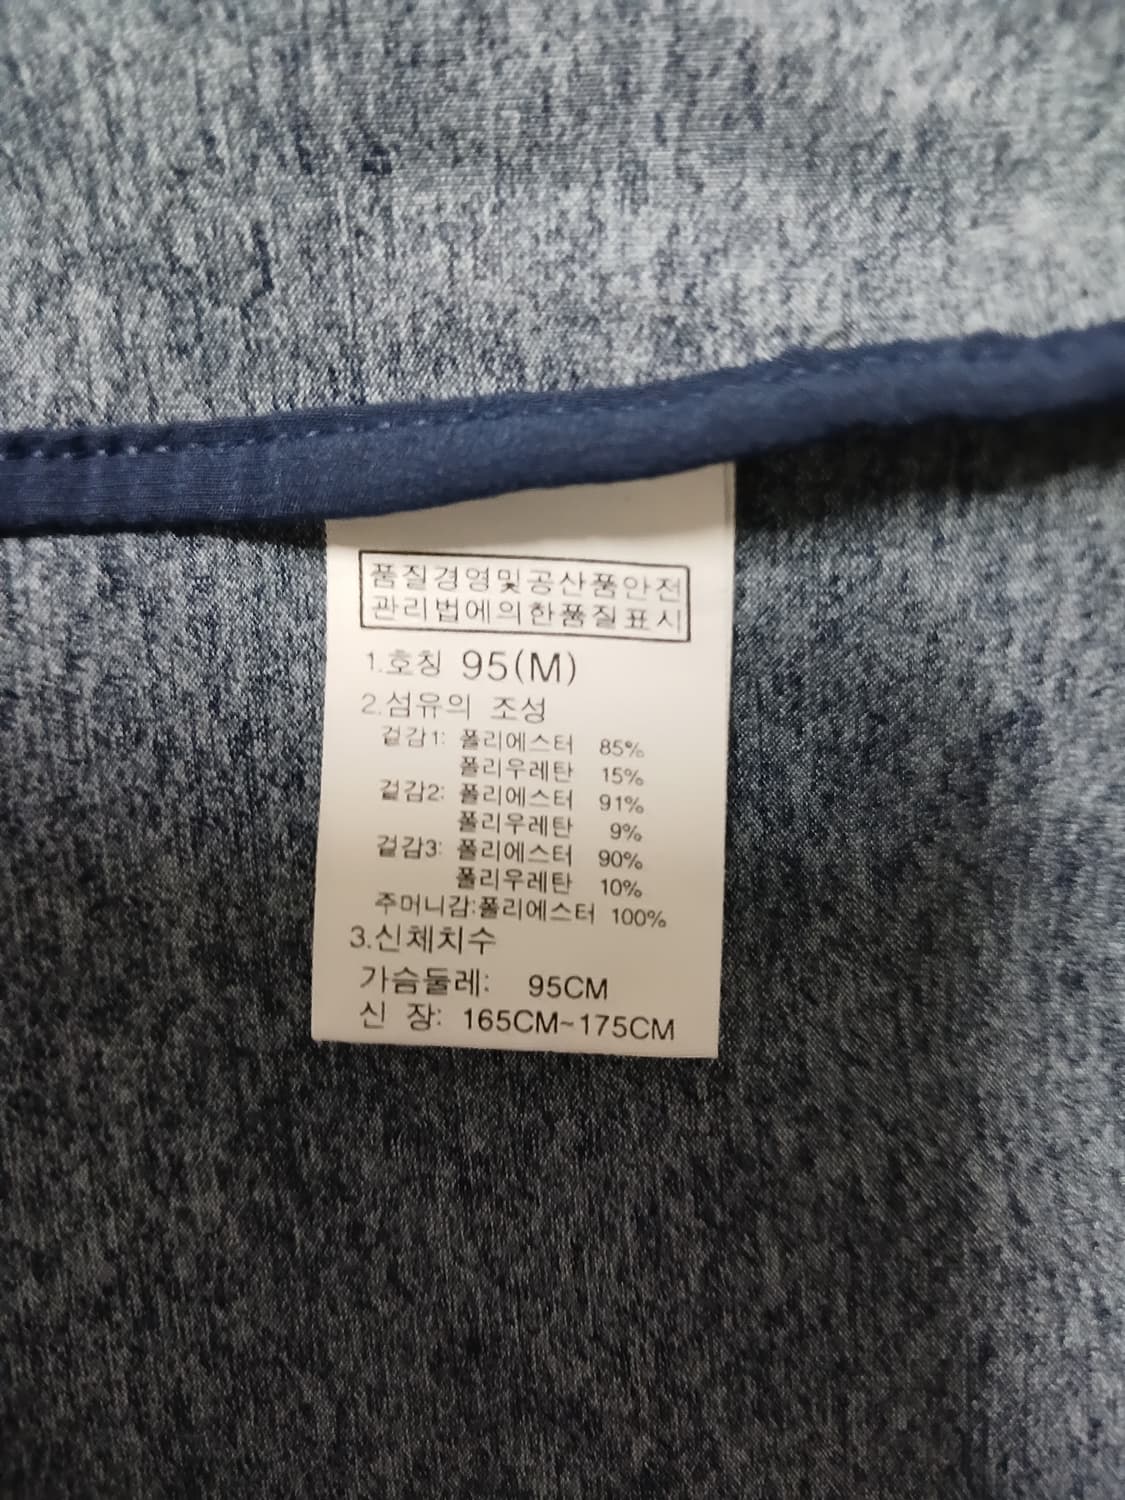 품질경영및공산품안전
관리법에의한품질표시
1.호칭 95(M)
2.섬유의 조성
겉감1: 폴리에스터 85%
폴리우레탄 15%
겉감2: 폴리에스터 91%
폴리우레탄 9%
겉감3: 폴리에스터 90%
폴리우레탄 10%
주머니감:폴리에스터 100%
3.신체치수
가슴둘레: 95CM
신 장: 165CM~175CM